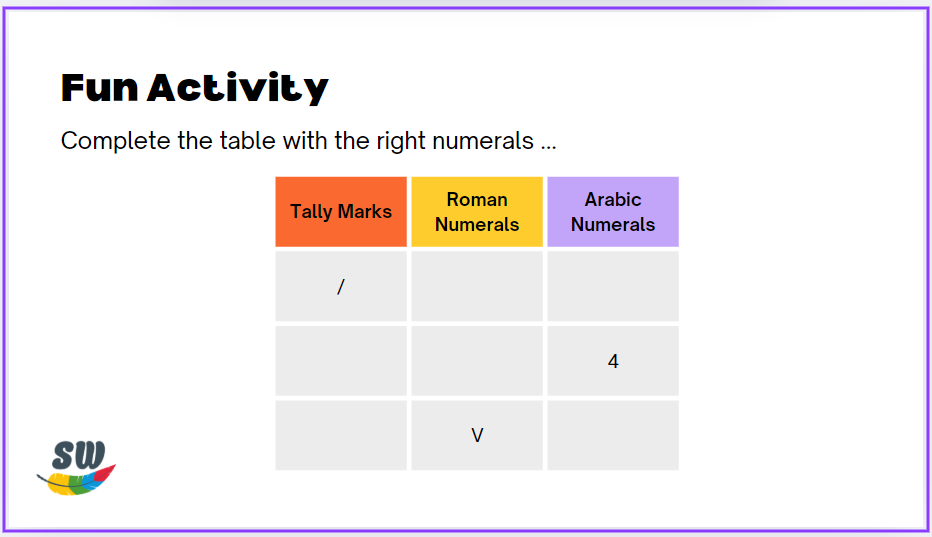 Fun Activity
Complete the table with the right numerals ...
Tally Marks
Roman
Numerals
Arabic
Numerals
/
4
V
SW